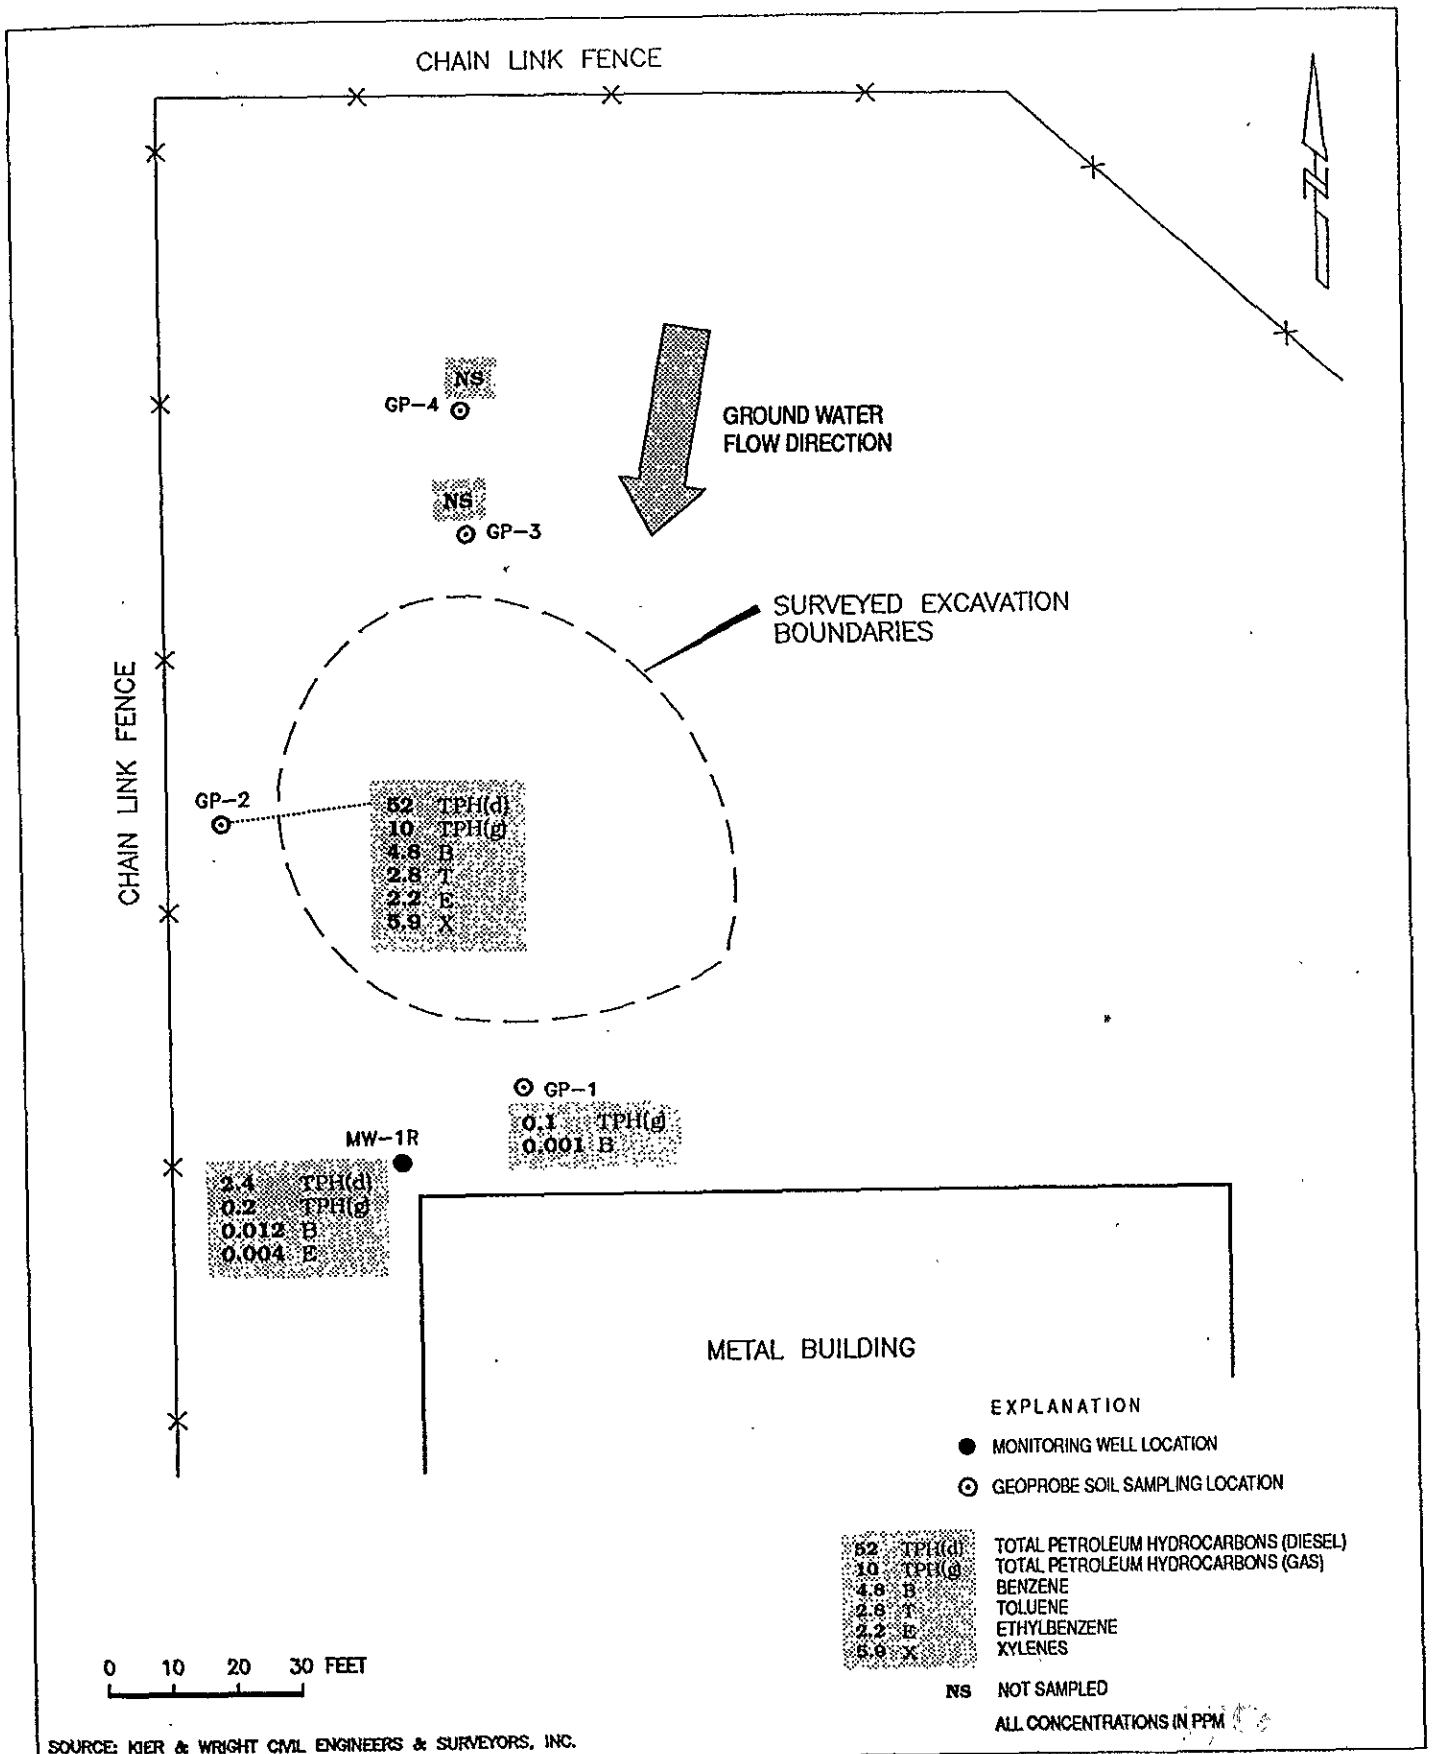 CHAIN LINK FENCE
N
NS
GP-4
GROUND WATER
FLOW DIRECTION
NS
GP-3
SURVEYED EXCAVATION
BOUNDARIES
CHAIN LINK FENCE
GP-2
52 TPH(d)
10 TPH(g)
4.8 B
2.8 T
2.2 E
5.9 X
GP-1
0.1 TPH(g)
0.001 B
MW-1R
2.4 TPH(d)
0.2 TPH(g)
0.012 B
0.004 E
METAL BUILDING
EXPLANATION
MONITORING WELL LOCATION
GEOPROBE SOIL SAMPLING LOCATION
52 TPH(d) TOTAL PETROLEUM HYDROCARBONS (DIESEL)
10 TPH(g) TOTAL PETROLEUM HYDROCARBONS (GAS)
4.8 B BENZENE
2.8 T TOLUENE
2.2 E ETHYLBENZENE
5.9 X XYLENES
NS NOT SAMPLED
ALL CONCENTRATIONS IN PPM
0 10 20 30 FEET
SOURCE: KIER & WRIGHT CIVIL ENGINEERS & SURVEYORS, INC.